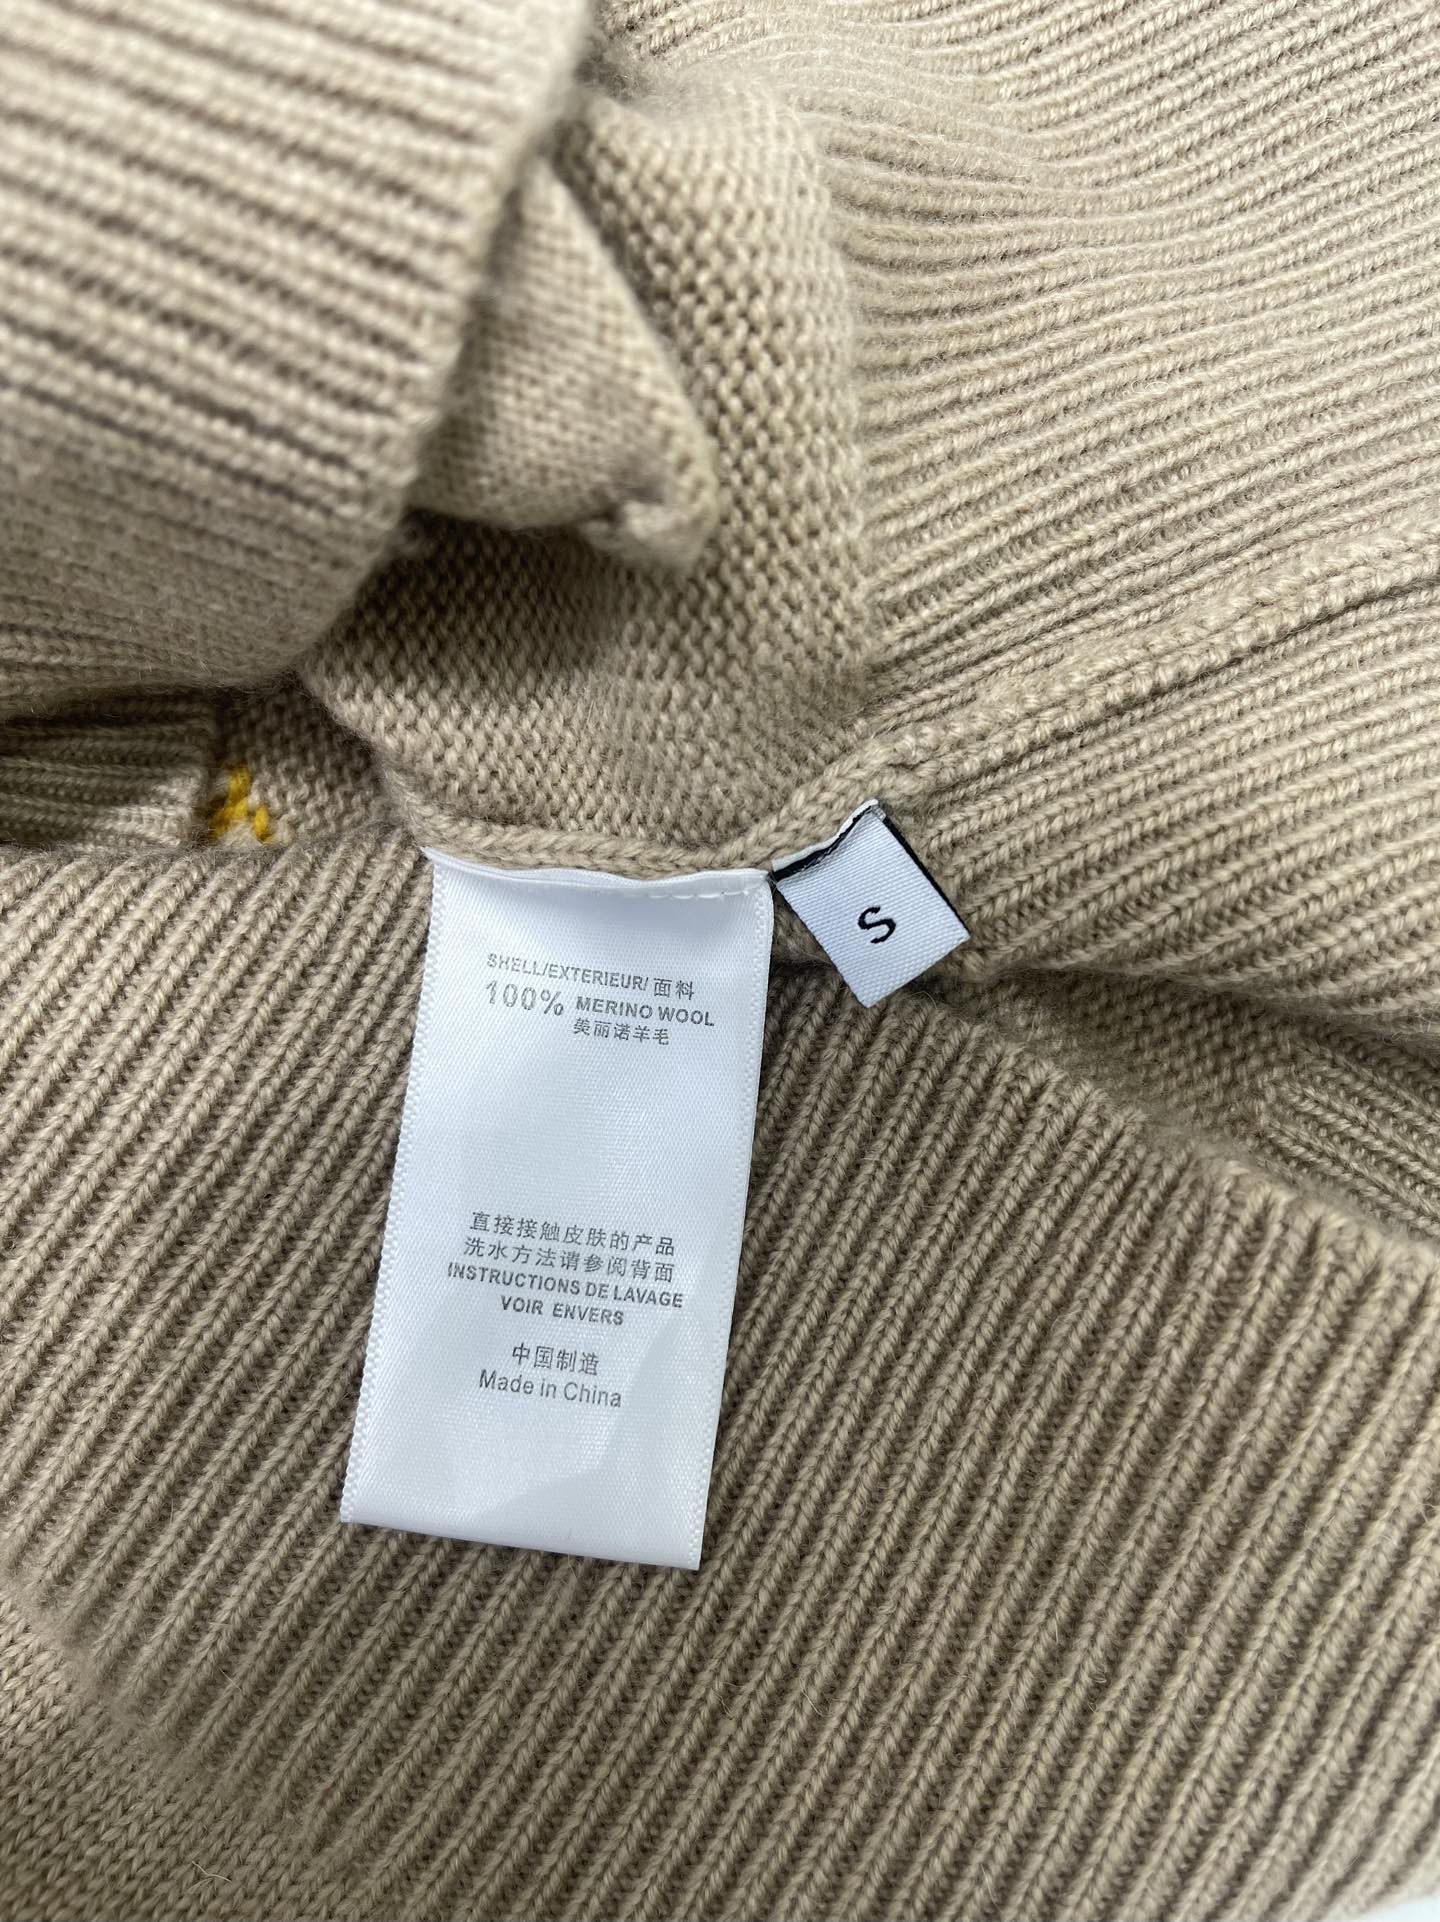 S
SHELL/EXTERIEUR/ 面料
100% MERINO WOOL
美丽诺羊毛
直接接触皮肤的产品
洗水方法请参阅背面
INSTRUCTIONS DE LAVAGE
VOIR ENVERS
中国制造
Made in China